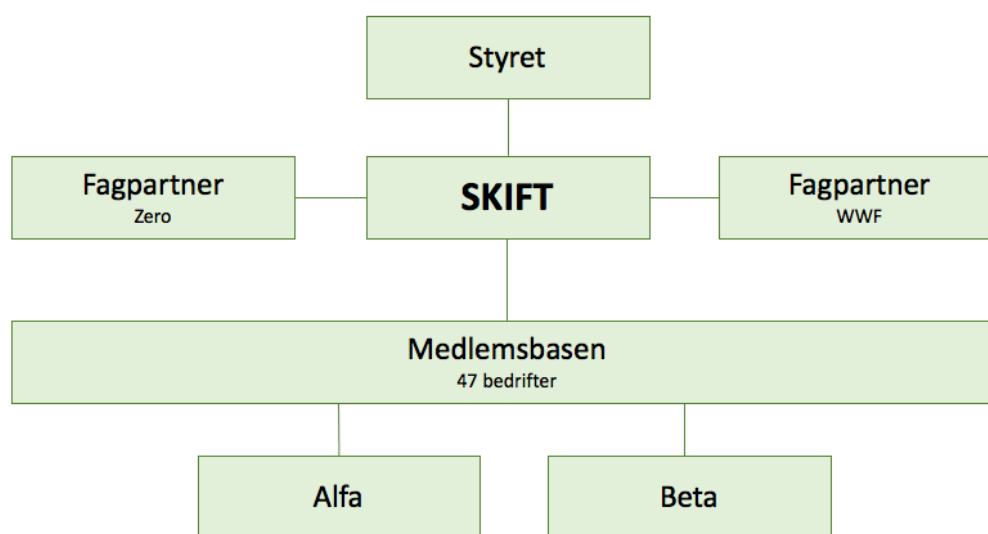 Styret
Fagpartner
Zero
SKIFT
Fagpartner
WWF
Medlemsbasen
47 bedrifter
Alfa
Beta